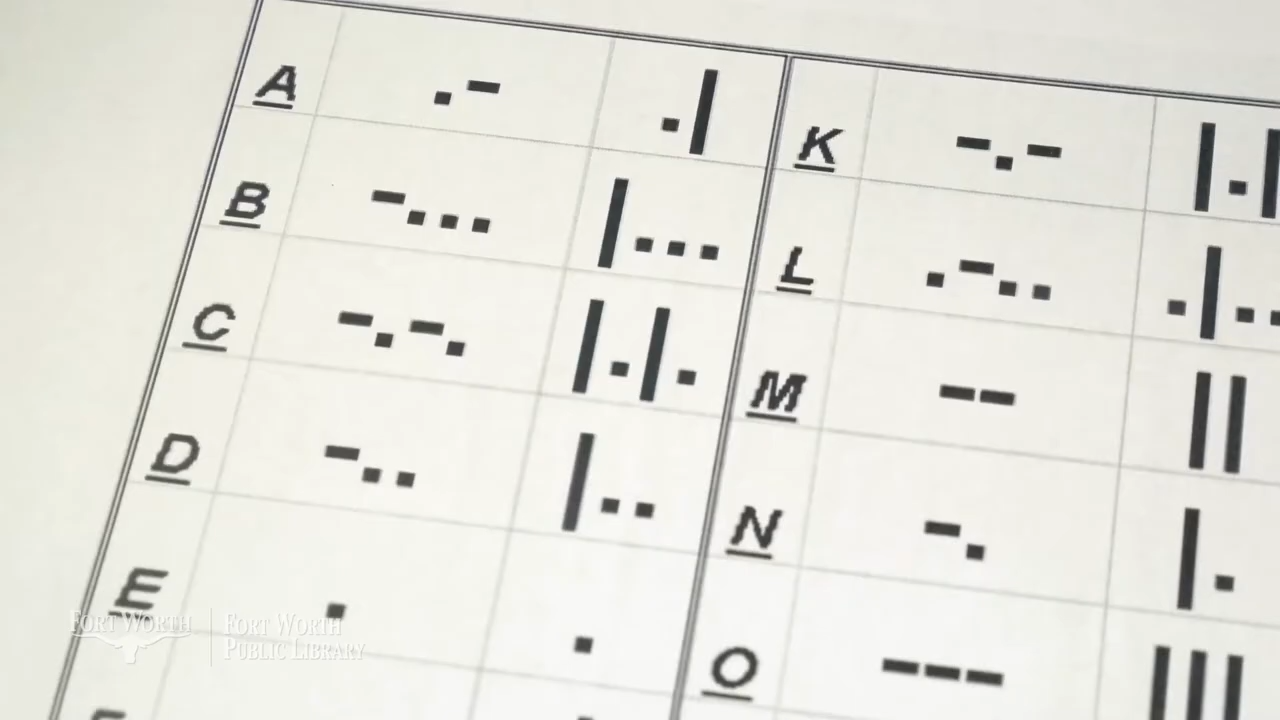 A .- .|
B -... |...
C -.-. |.|.
D -.. |..
E . .
K -.- |.|
L .-.. .|..
M -- ||
N -. |.
O --- |||
FORT WORTH
FORT WORTH
PUBLIC LIBRARY